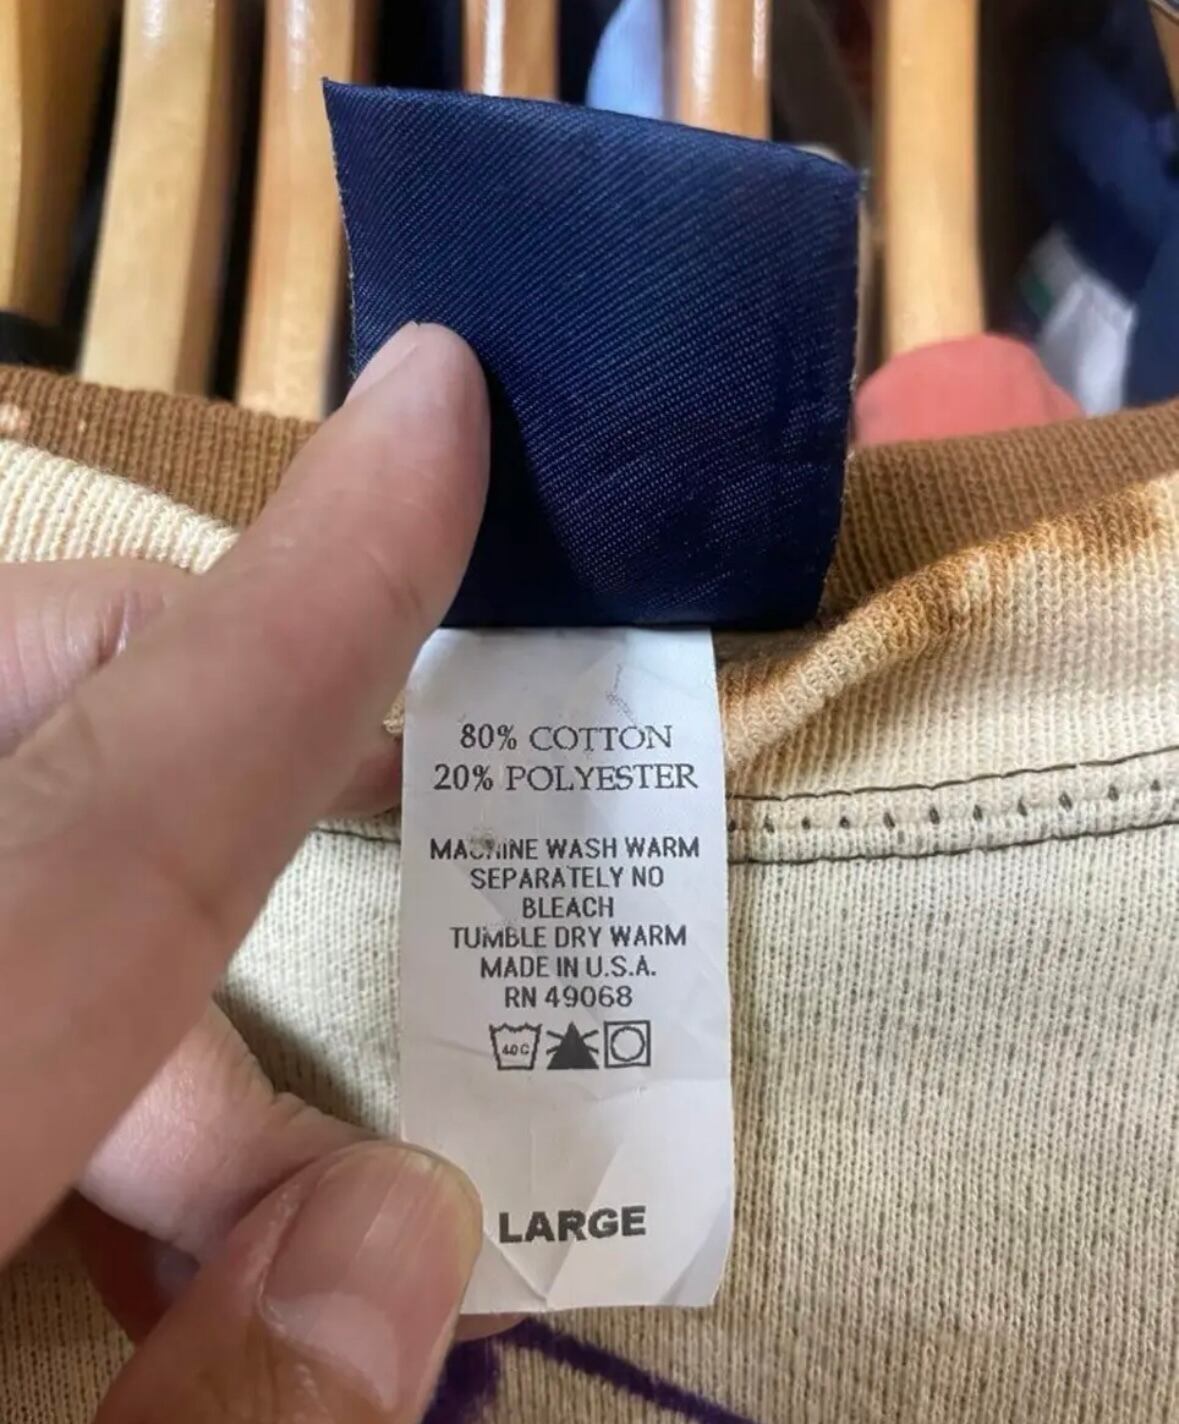 80% COTTON
20% POLYESTER
MACHINE WASH WARM
SEPARATELY NO
BLEACH
TUMBLE DRY WARM
MADE IN U.S.A.
RN 49068
40C
LARGE